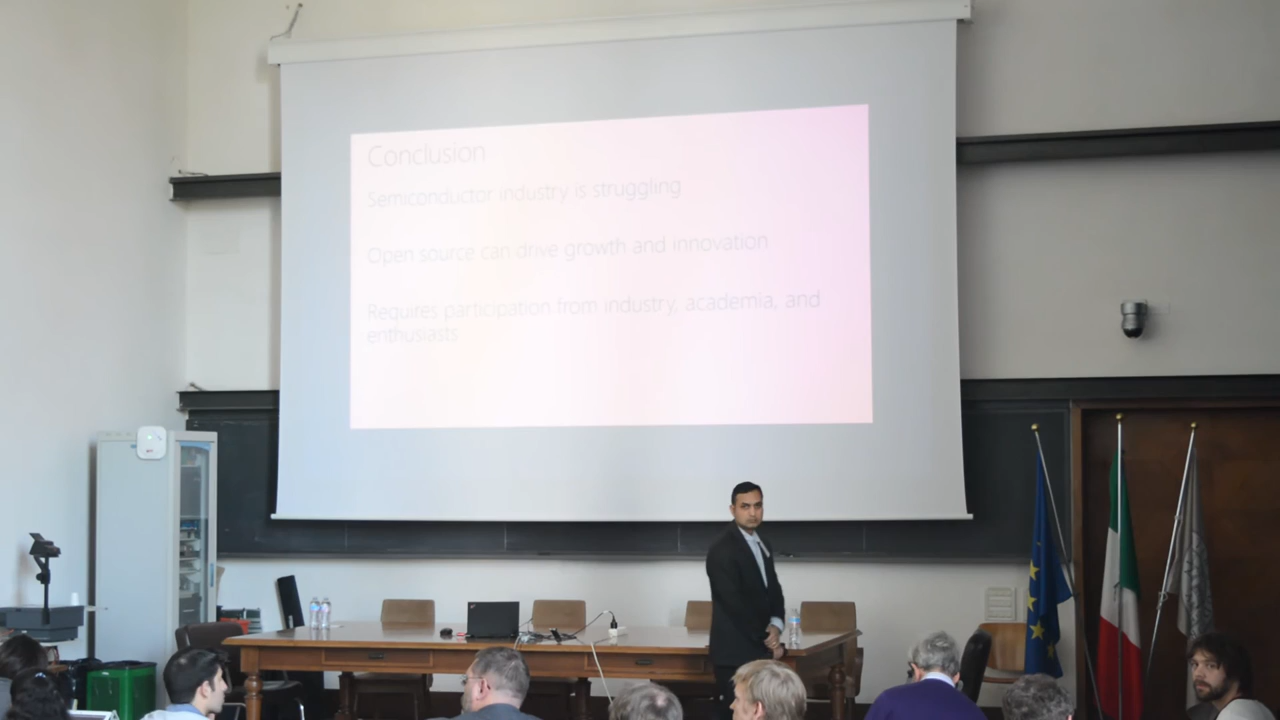 Conclusion
Semiconductor industry is struggling
Open source can drive growth and innovation
Requires participation from industry, academia, and
enthusiasts